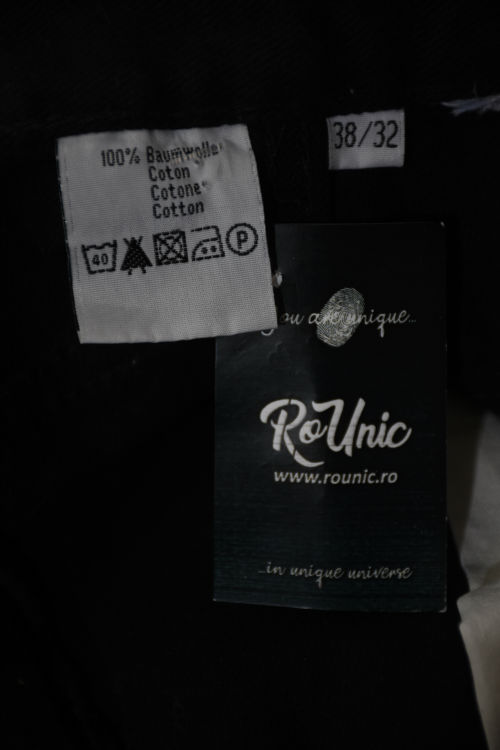 100% Baumwolle
Coton
Cotone
Cotton
40
P
38/32
you are unique...
RoUnic
www.rounic.ro
...in unique universe